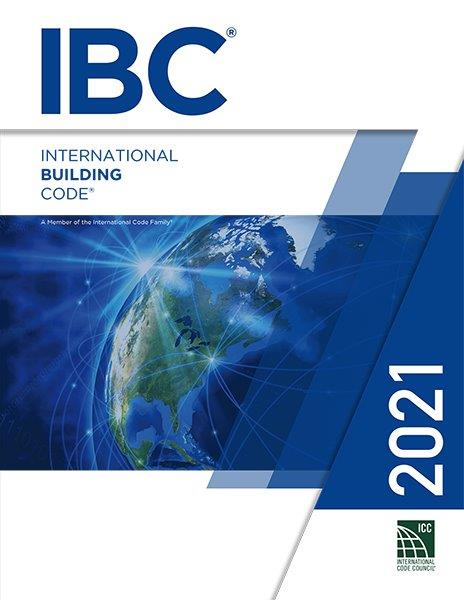 IBC®
INTERNATIONAL
BUILDING
CODE®
A Member of the International Code Family®
2021
ICC
INTERNATIONAL
CODE COUNCIL®